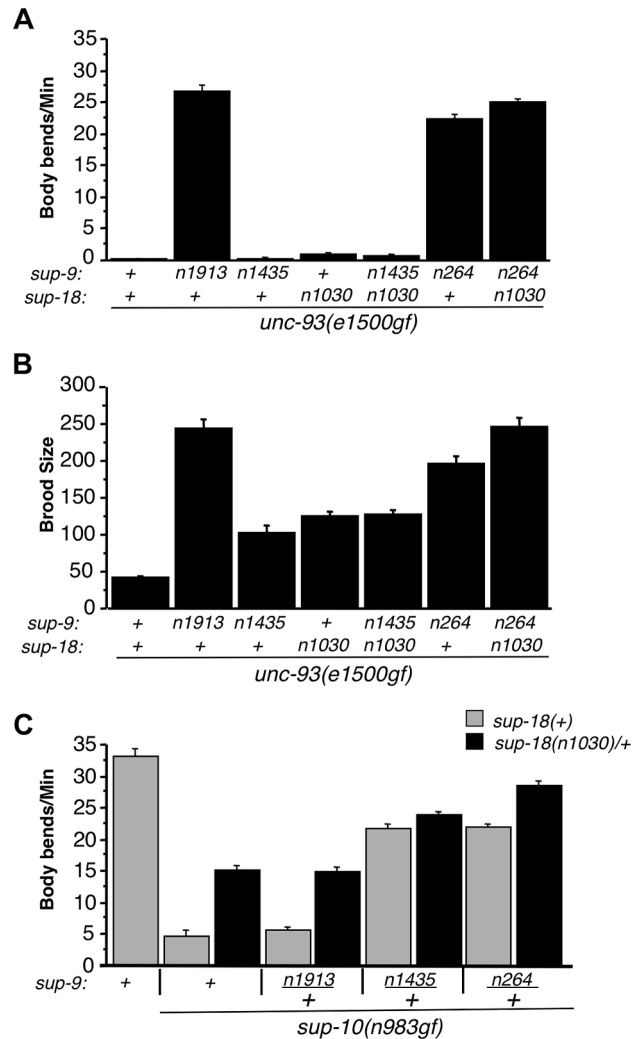 A
Body bends/Min
35
30
25
20
15
10
5
0
sup-9: + n1913 n1435 + n1435 n264 n264
sup-18: + + + n1030 n1030 + n1030
unc-93(e1500gf)
B
Brood Size
300
250
200
150
100
50
0
sup-9: + n1913 n1435 + n1435 n264 n264
sup-18: + + + n1030 n1030 + n1030
unc-93(e1500gf)
C
sup-18(+)
sup-18(n1030)/+
Body bends/Min
35
30
25
20
15
10
5
0
sup-9: + + n1913 n1435 n264
+ + +
sup-10(n983gf)